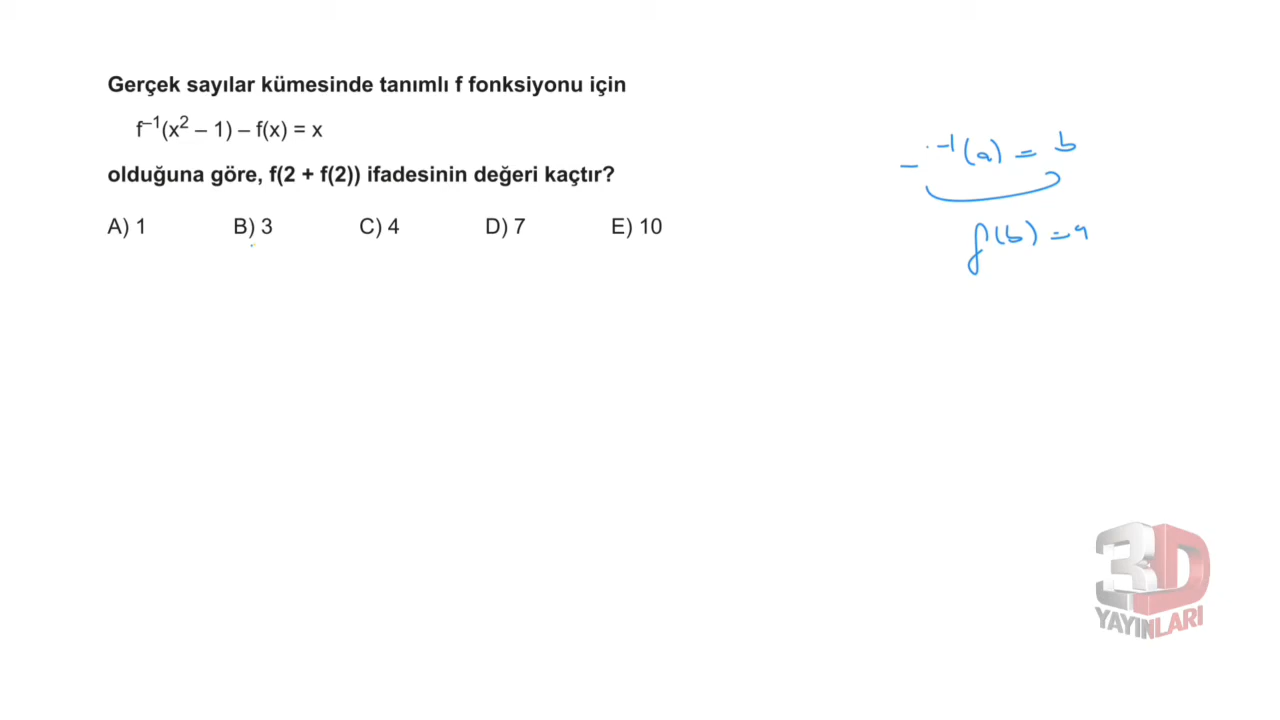 Gerçek sayılar kümesinde tanımlı f fonksiyonu için
f⁻¹(x² – 1) – f(x) = x
olduğuna göre, f(2 + f(2)) ifadesinin değeri kaçtır?
A) 1 B) 3 C) 4 D) 7 E) 10
⁻¹(a) = b
f(b) = a
3D
YAYINLARI